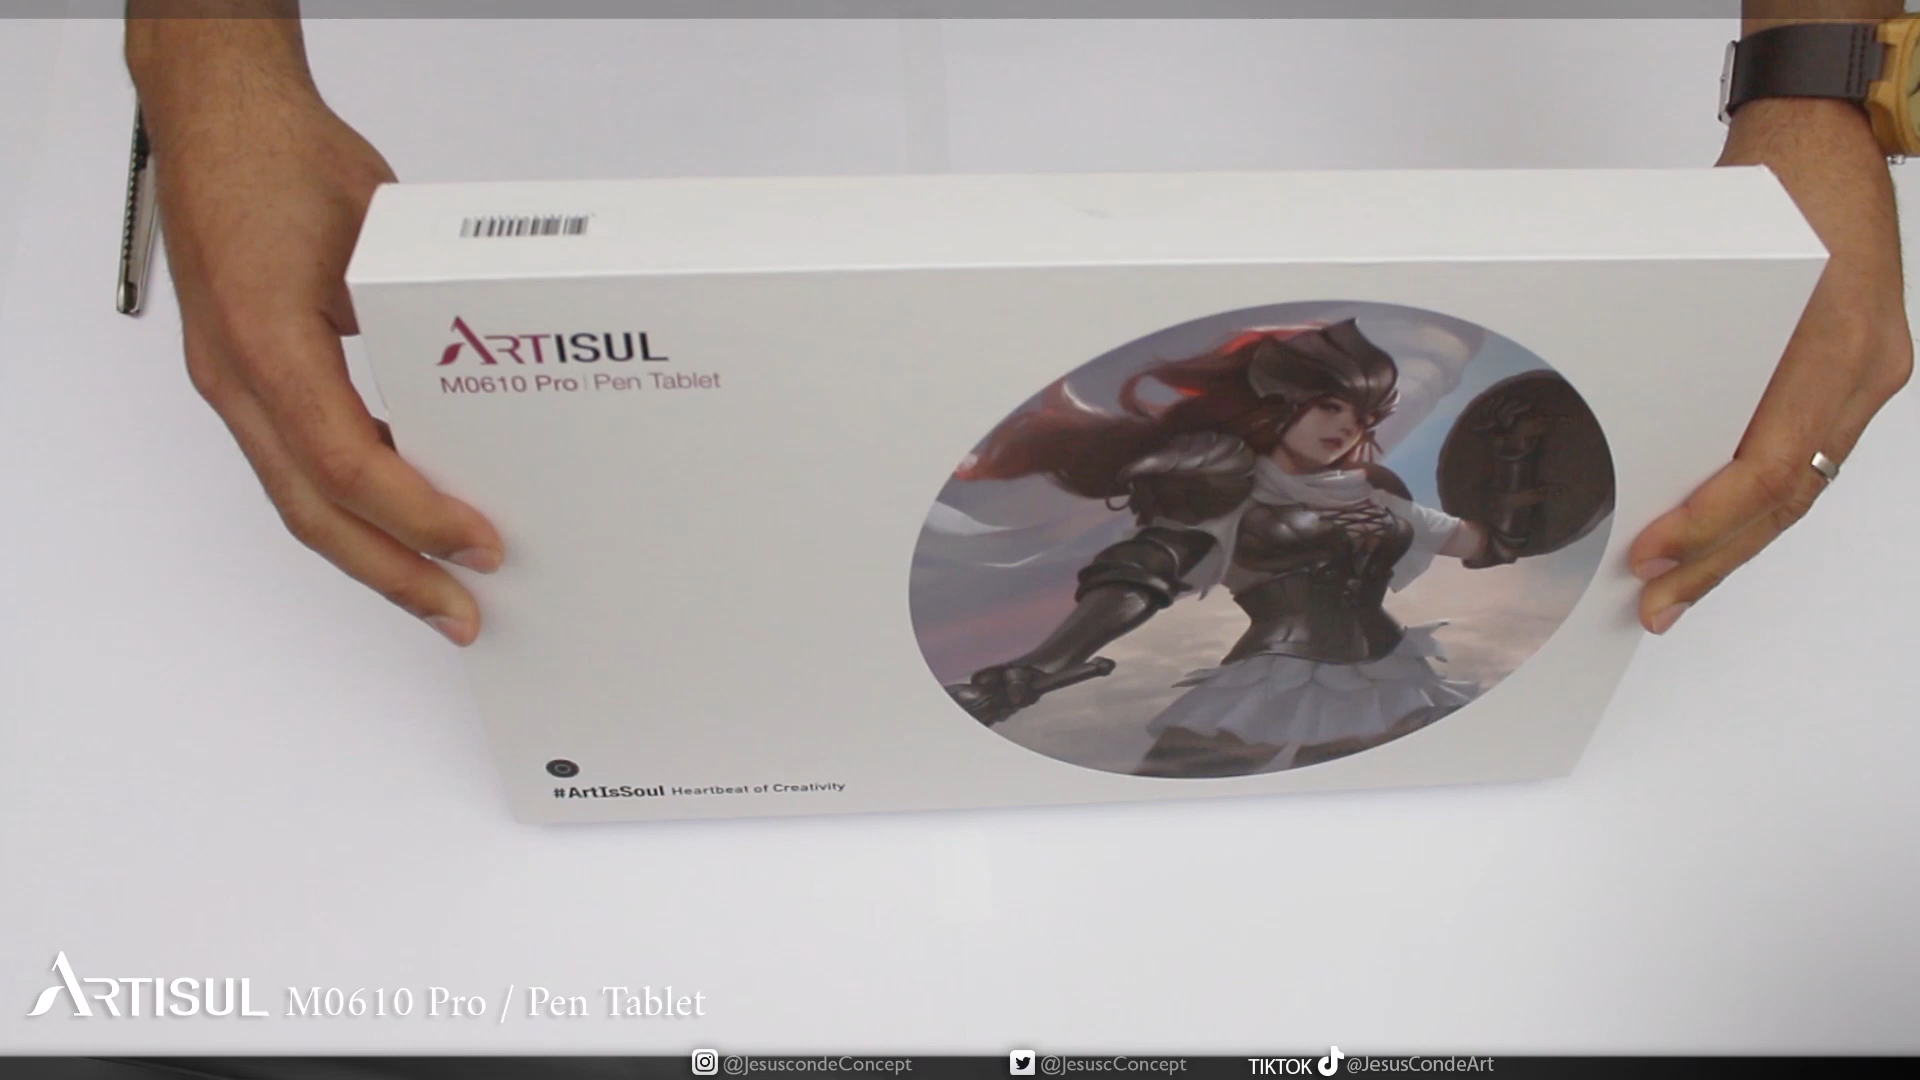 ARTISUL
M0610 Pro | Pen Tablet
#ArtIsSoul Heartbeat of Creativity
ARTISUL M0610 Pro / Pen Tablet
@JesuscondeConcept @JesuscConcept TIKTOK @JesusCondeArt